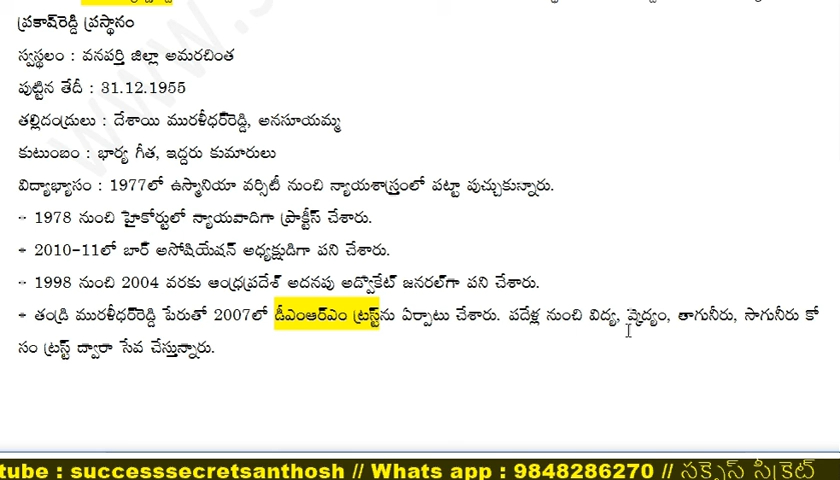 ప్రకాష్‌రెడ్డి ప్రస్థానం
స్వస్థలం : వనపర్తి జిల్లా అమరచింత
పుట్టిన తేదీ : 31.12.1955
తల్లిదండ్రులు : దేశాయి మురళీధర్‌రెడ్డి, అనసూయమ్మ
కుటుంబం : భార్య గీత, ఇద్దరు కుమారులు
విద్యాభ్యాసం : 1977లో ఉస్మానియా వర్సిటీ నుంచి న్యాయశాస్త్రంలో పట్టా పుచ్చుకున్నారు.
- 1978 నుంచి హైకోర్టులో న్యాయవాదిగా ప్రాక్టీస్ చేశారు.
+ 2010-11లో బార్ అసోషియేషన్ అధ్యక్షుడిగా పని చేశారు.
- 1998 నుంచి 2004 వరకు ఆంధ్రప్రదేశ్ అదనపు అడ్వొకేట్ జనరల్‌గా పని చేశారు.
+ తండ్రి మురళీధర్‌రెడ్డి పేరుతో 2007లో డీఎంఆర్ఎం ట్రస్ట్‌ను ఏర్పాటు చేశారు. పదేళ్ల నుంచి విద్య, వైద్యం, తాగునీరు, సాగునీరు కో
సం ట్రస్ట్ ద్వారా సేవ చేస్తున్నారు.
tube : successsecretsanthosh // Whats app : 9848286270 // సక్సెస్ సీక్రెట్